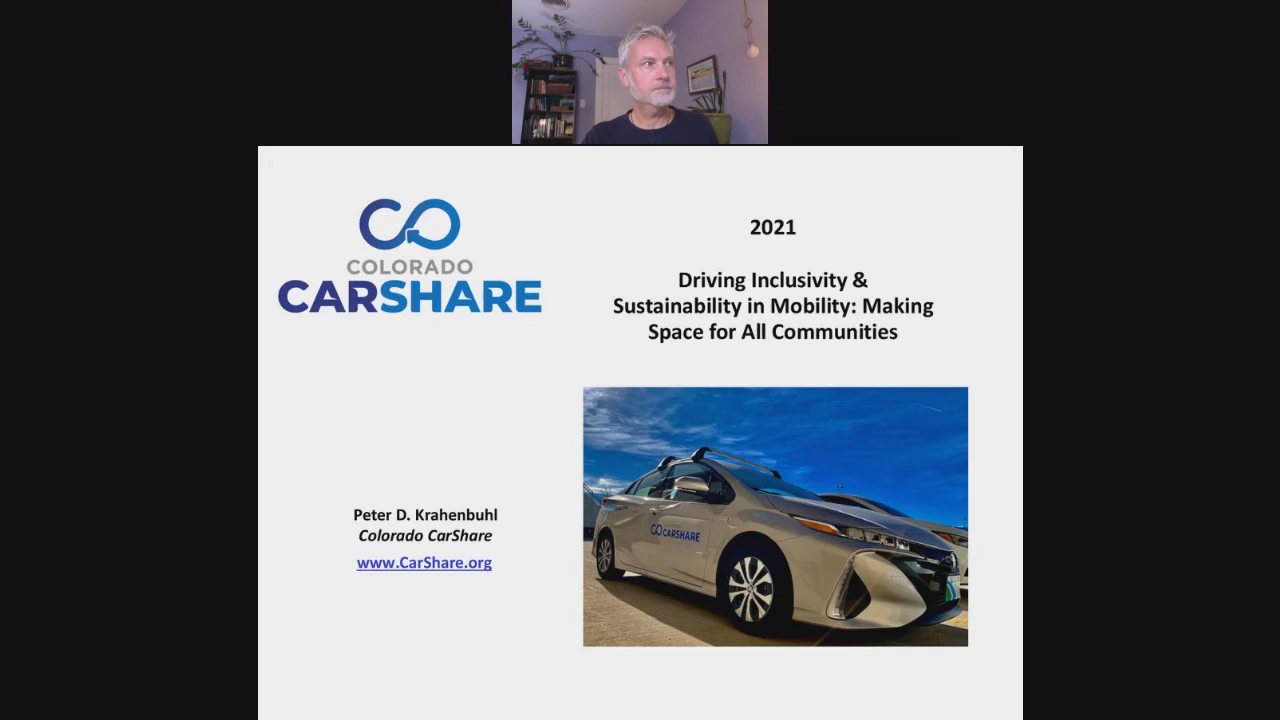 COLORADO
CARSHARE
2021
Driving Inclusivity &
Sustainability in Mobility: Making
Space for All Communities
CARSHARE
Peter D. Krahenbuhl
Colorado CarShare
www.CarShare.org